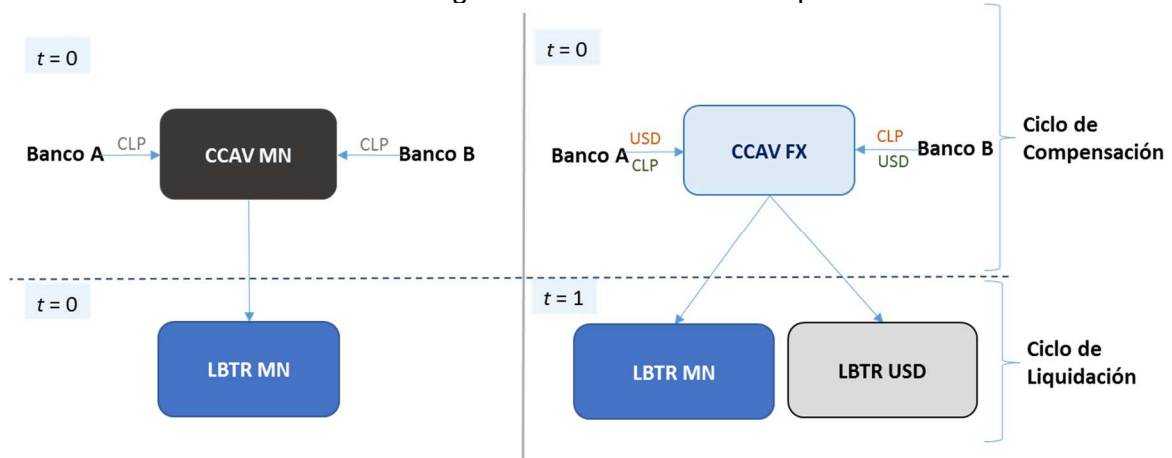 t = 0
Banco A
CLP
CCAV MN
CLP
Banco B
t = 0
LBTR MN
t = 0
Banco A
USD
CLP
CCAV FX
CLP
USD
Banco B
t = 1
LBTR MN
LBTR USD
Ciclo de
Compensación
Ciclo de
Liquidación